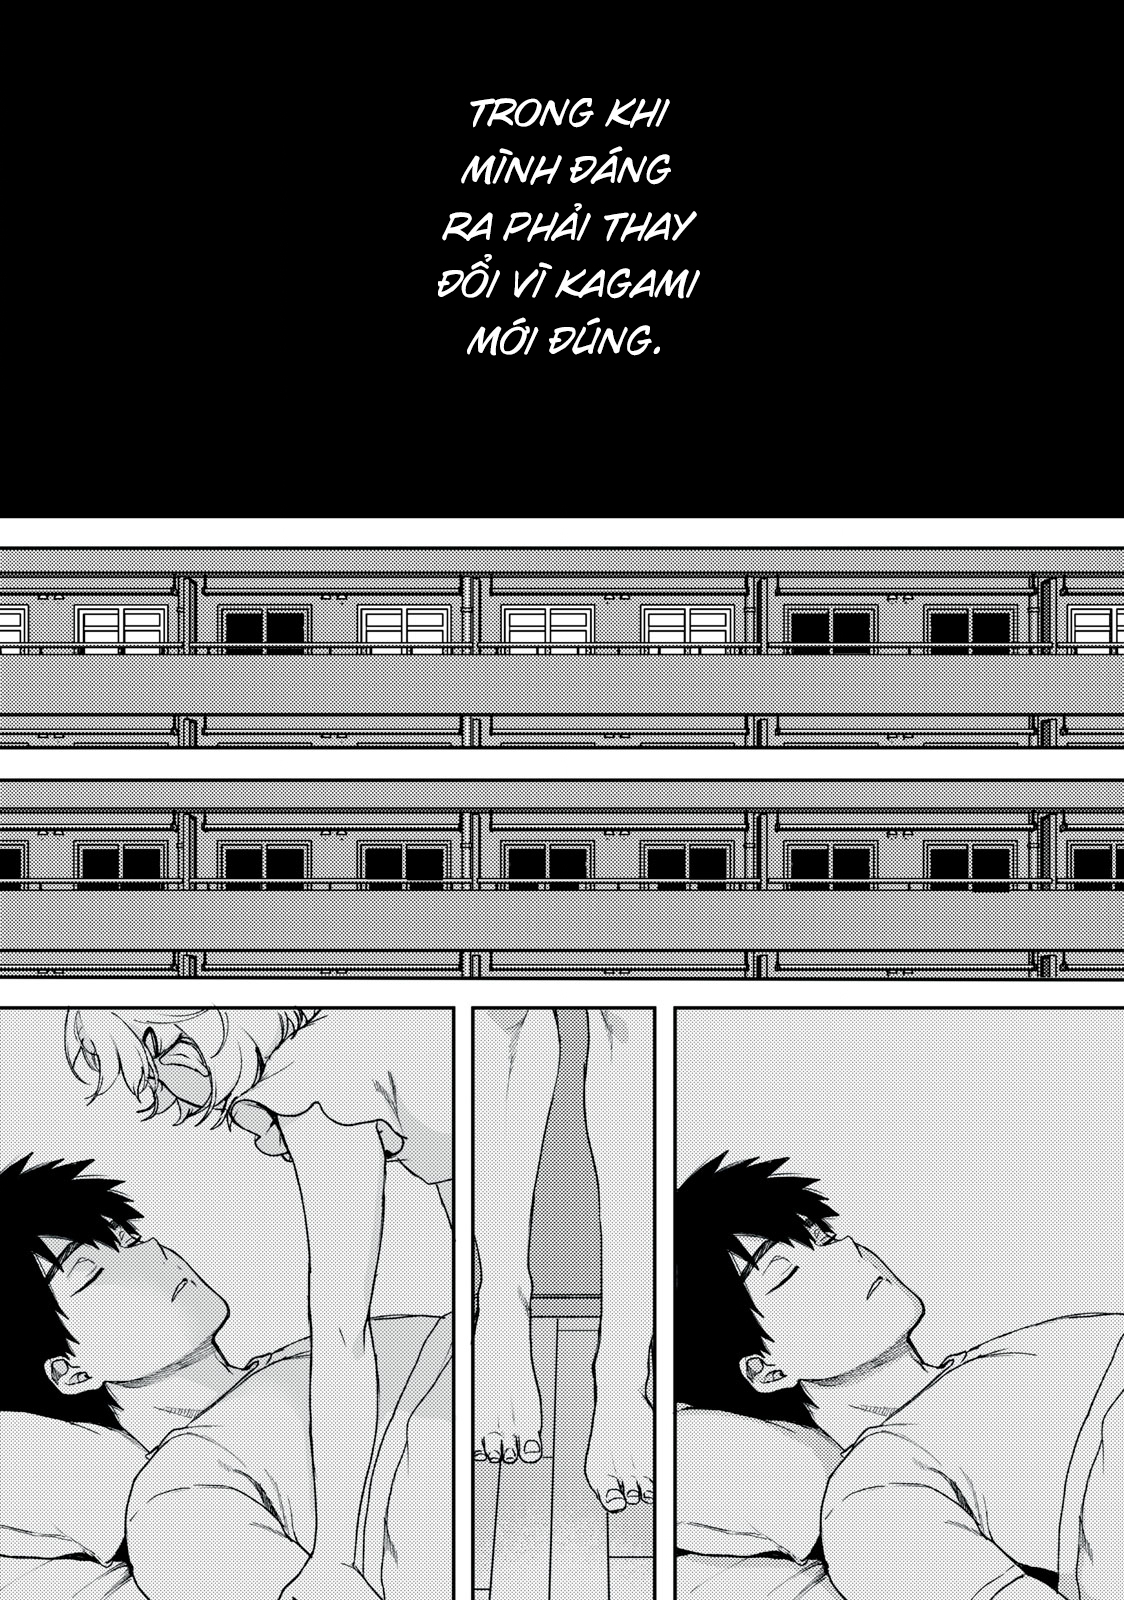 TRONG KHI
MÌNH ĐÁNG
RA PHẢI THAY
ĐỔI VÌ KAGAMI
MỚI ĐÚNG.